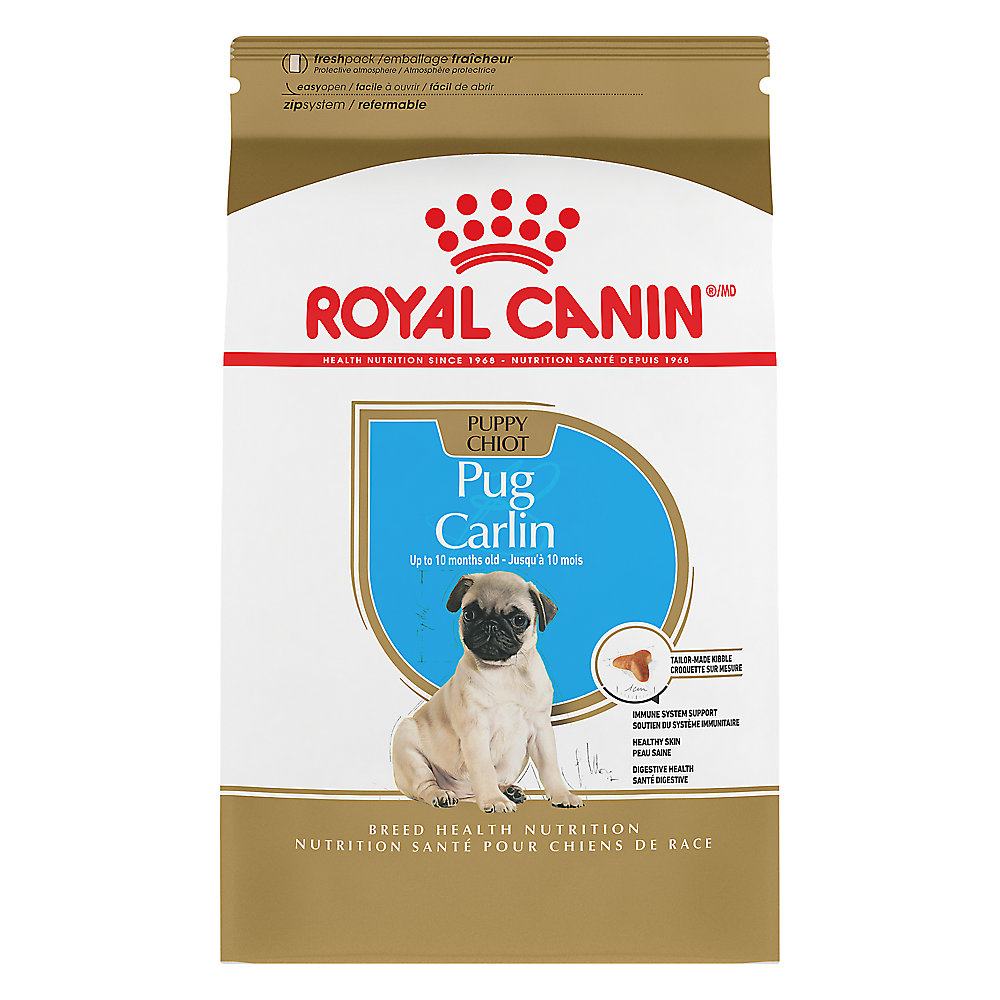 freshpack / emballage fraîcheur
Protective atmosphere / Atmosphère protectrice
easyopen / facile à ouvrir / fácil de abrir
zipsystem / refermable
ROYAL CANIN ®/MD
HEALTH NUTRITION SINCE 1968 - NUTRITION SANTÉ DEPUIS 1968
PUPPY
CHIOT
Pug
Carlin
Up to 10 months old - Jusqu'à 10 mois
TAILOR-MADE KIBBLE
CROQUETTE SUR MESURE
1cm
IMMUNE SYSTEM SUPPORT
SOUTIEN DU SYSTÈME IMMUNITAIRE
HEALTHY SKIN
PEAU SAINE
DIGESTIVE HEALTH
SANTÉ DIGESTIVE
BREED HEALTH NUTRITION
NUTRITION SANTÉ POUR CHIENS DE RACE